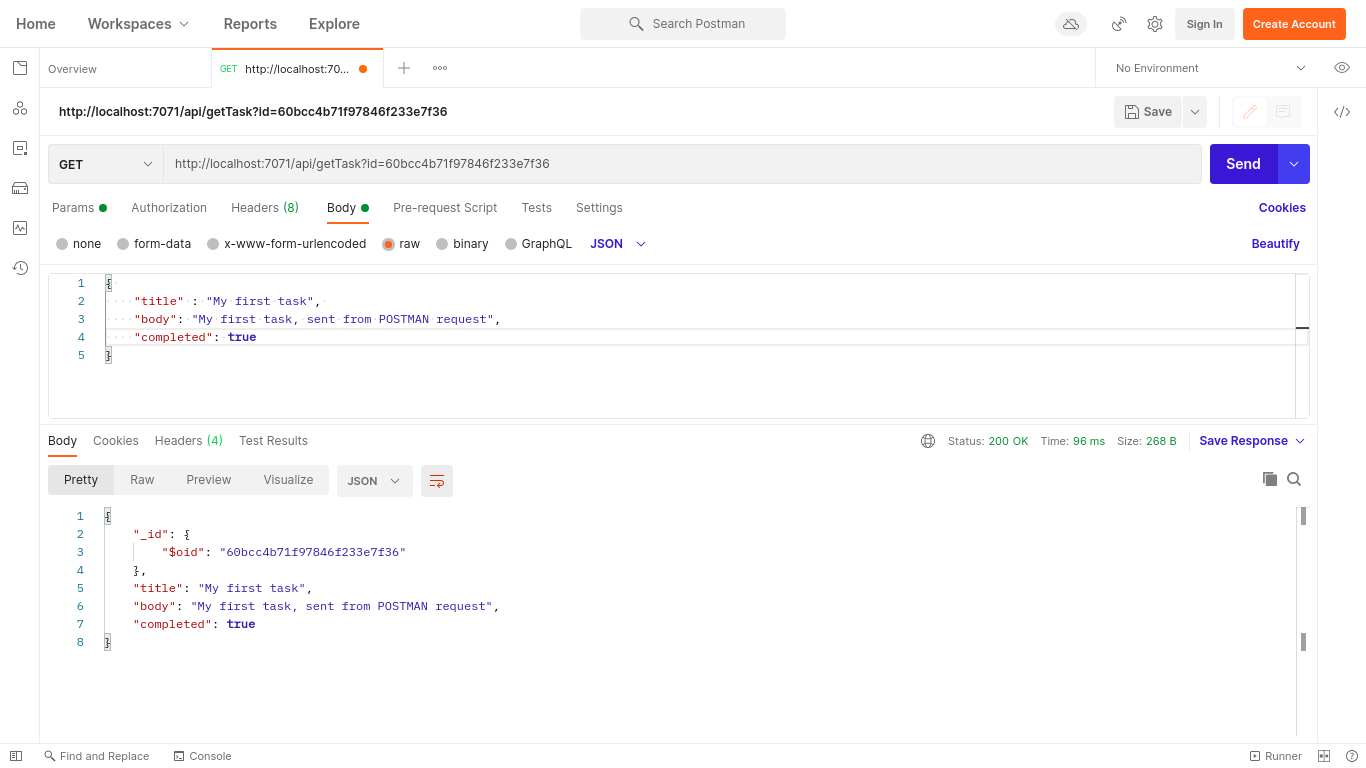 Home Workspaces Reports Explore Search Postman Sign In Create Account
Overview GET http://localhost:70... No Environment
http://localhost:7071/api/getTask?id=60bcc4b71f97846f233e7f36 Save
GET http://localhost:7071/api/getTask?id=60bcc4b71f97846f233e7f36 Send
Params Authorization Headers (8) Body Pre-request Script Tests Settings Cookies
none form-data x-www-form-urlencoded raw binary GraphQL JSON Beautify
1 {
2 "title" : "My first task",
3 "body": "My first task, sent from POSTMAN request",
4 "completed": true
5 }
Body Cookies Headers (4) Test Results Status: 200 OK Time: 96 ms Size: 268 B Save Response
Pretty Raw Preview Visualize JSON
1 {
2 "_id": {
3 "$oid": "60bcc4b71f97846f233e7f36"
4 },
5 "title": "My first task",
6 "body": "My first task, sent from POSTMAN request",
7 "completed": true
8 }
Find and Replace Console Runner